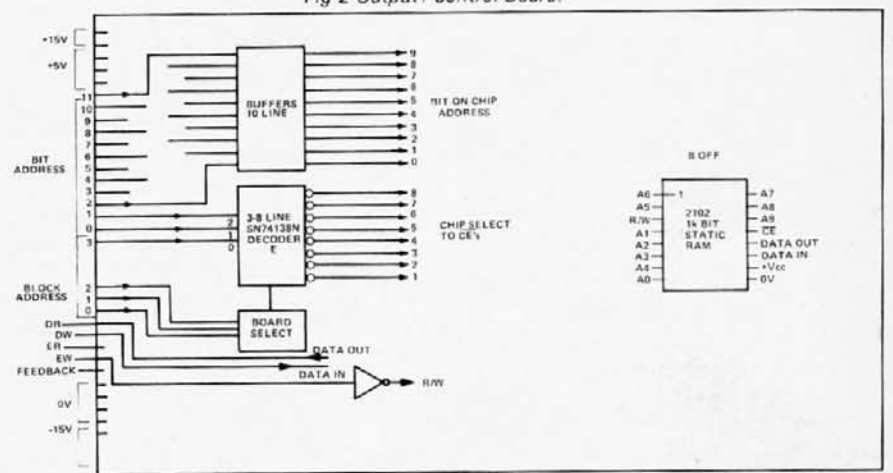 Fig 2 Output / Control Board.
+15V
+5V
11
10
9
8
7
6
5
4
3
2
1
0
3
BIT
ADDRESS
BLOCK
ADDRESS
2
1
0
DR
DW
ER
EW
FEEDBACK
0V
-15V
BUFFERS
10 LINE
9
8
7
6
5
4
3
2
1
0
BIT ON CHIP
ADDRESS
2
1
0
3-8 LINE
SN74138N
DECODER
E
8
7
6
5
4
3
2
1
CHIP SELECT
TO CE's
BOARD
SELECT
DATA OUT
DATA IN
R/W
8 OFF
A6
A5
R/W
A1
A2
A3
A4
A0
1
2102
1k BIT
STATIC
RAM
A7
A8
A9
CE
DATA OUT
DATA IN
+Vcc
0V